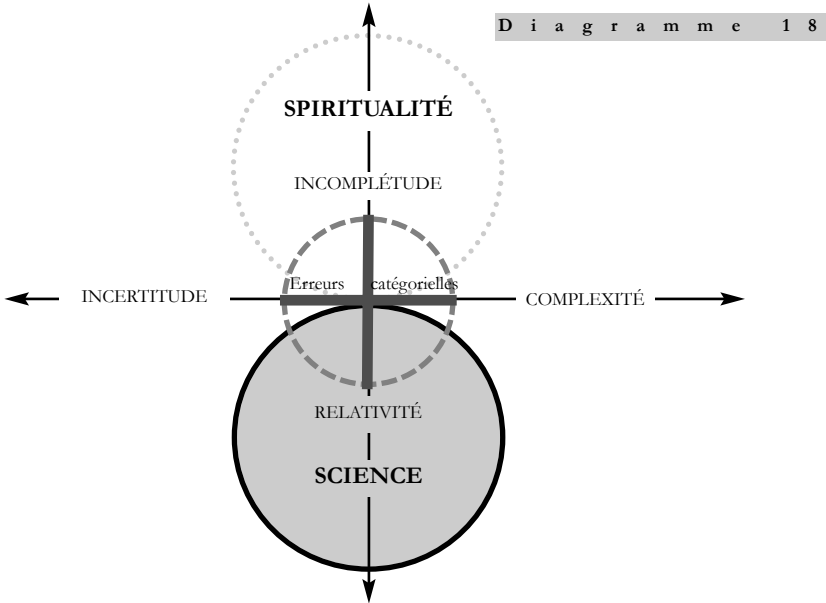 Diagramme 18
SPIRITUALITÉ
INCOMPLÉTUDE
Erreurs catégorielles
INCERTITUDE
COMPLEXITÉ
RELATIVITÉ
SCIENCE